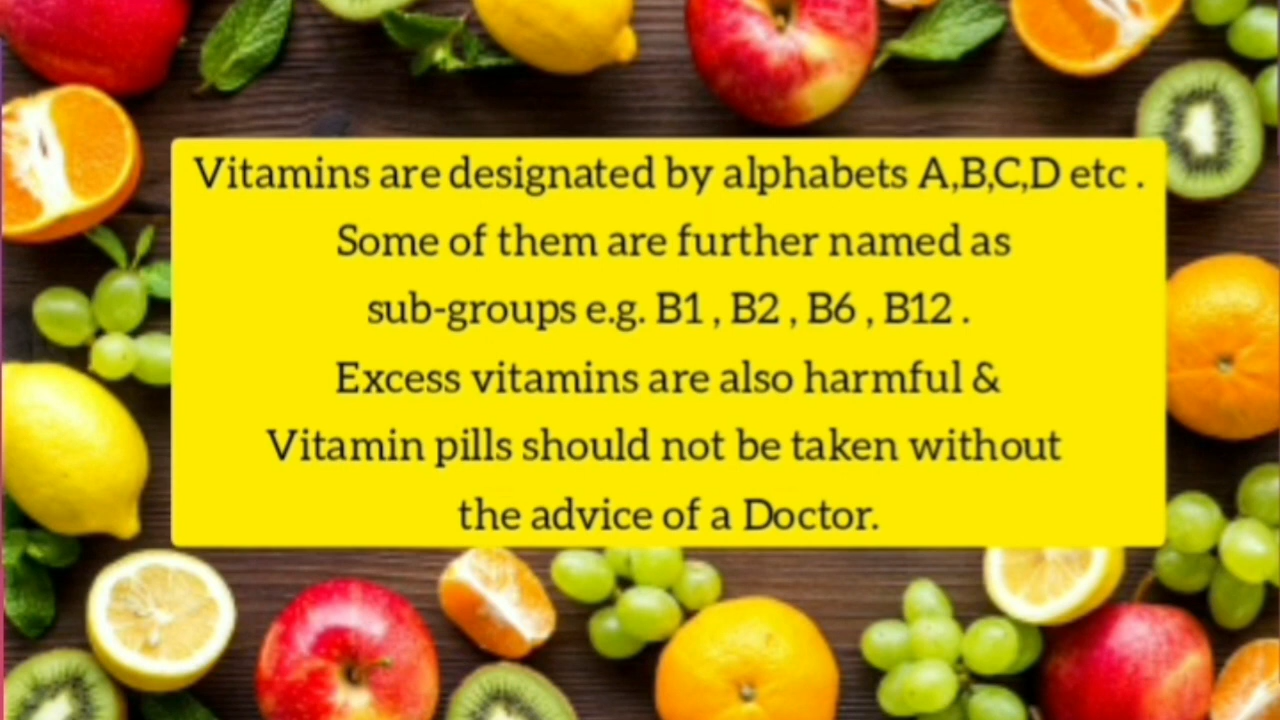 Vitamins are designated by alphabets A,B,C,D etc .
Some of them are further named as
sub-groups e.g. B1 , B2 , B6 , B12 .
Excess vitamins are also harmful &
Vitamin pills should not be taken without
the advice of a Doctor.